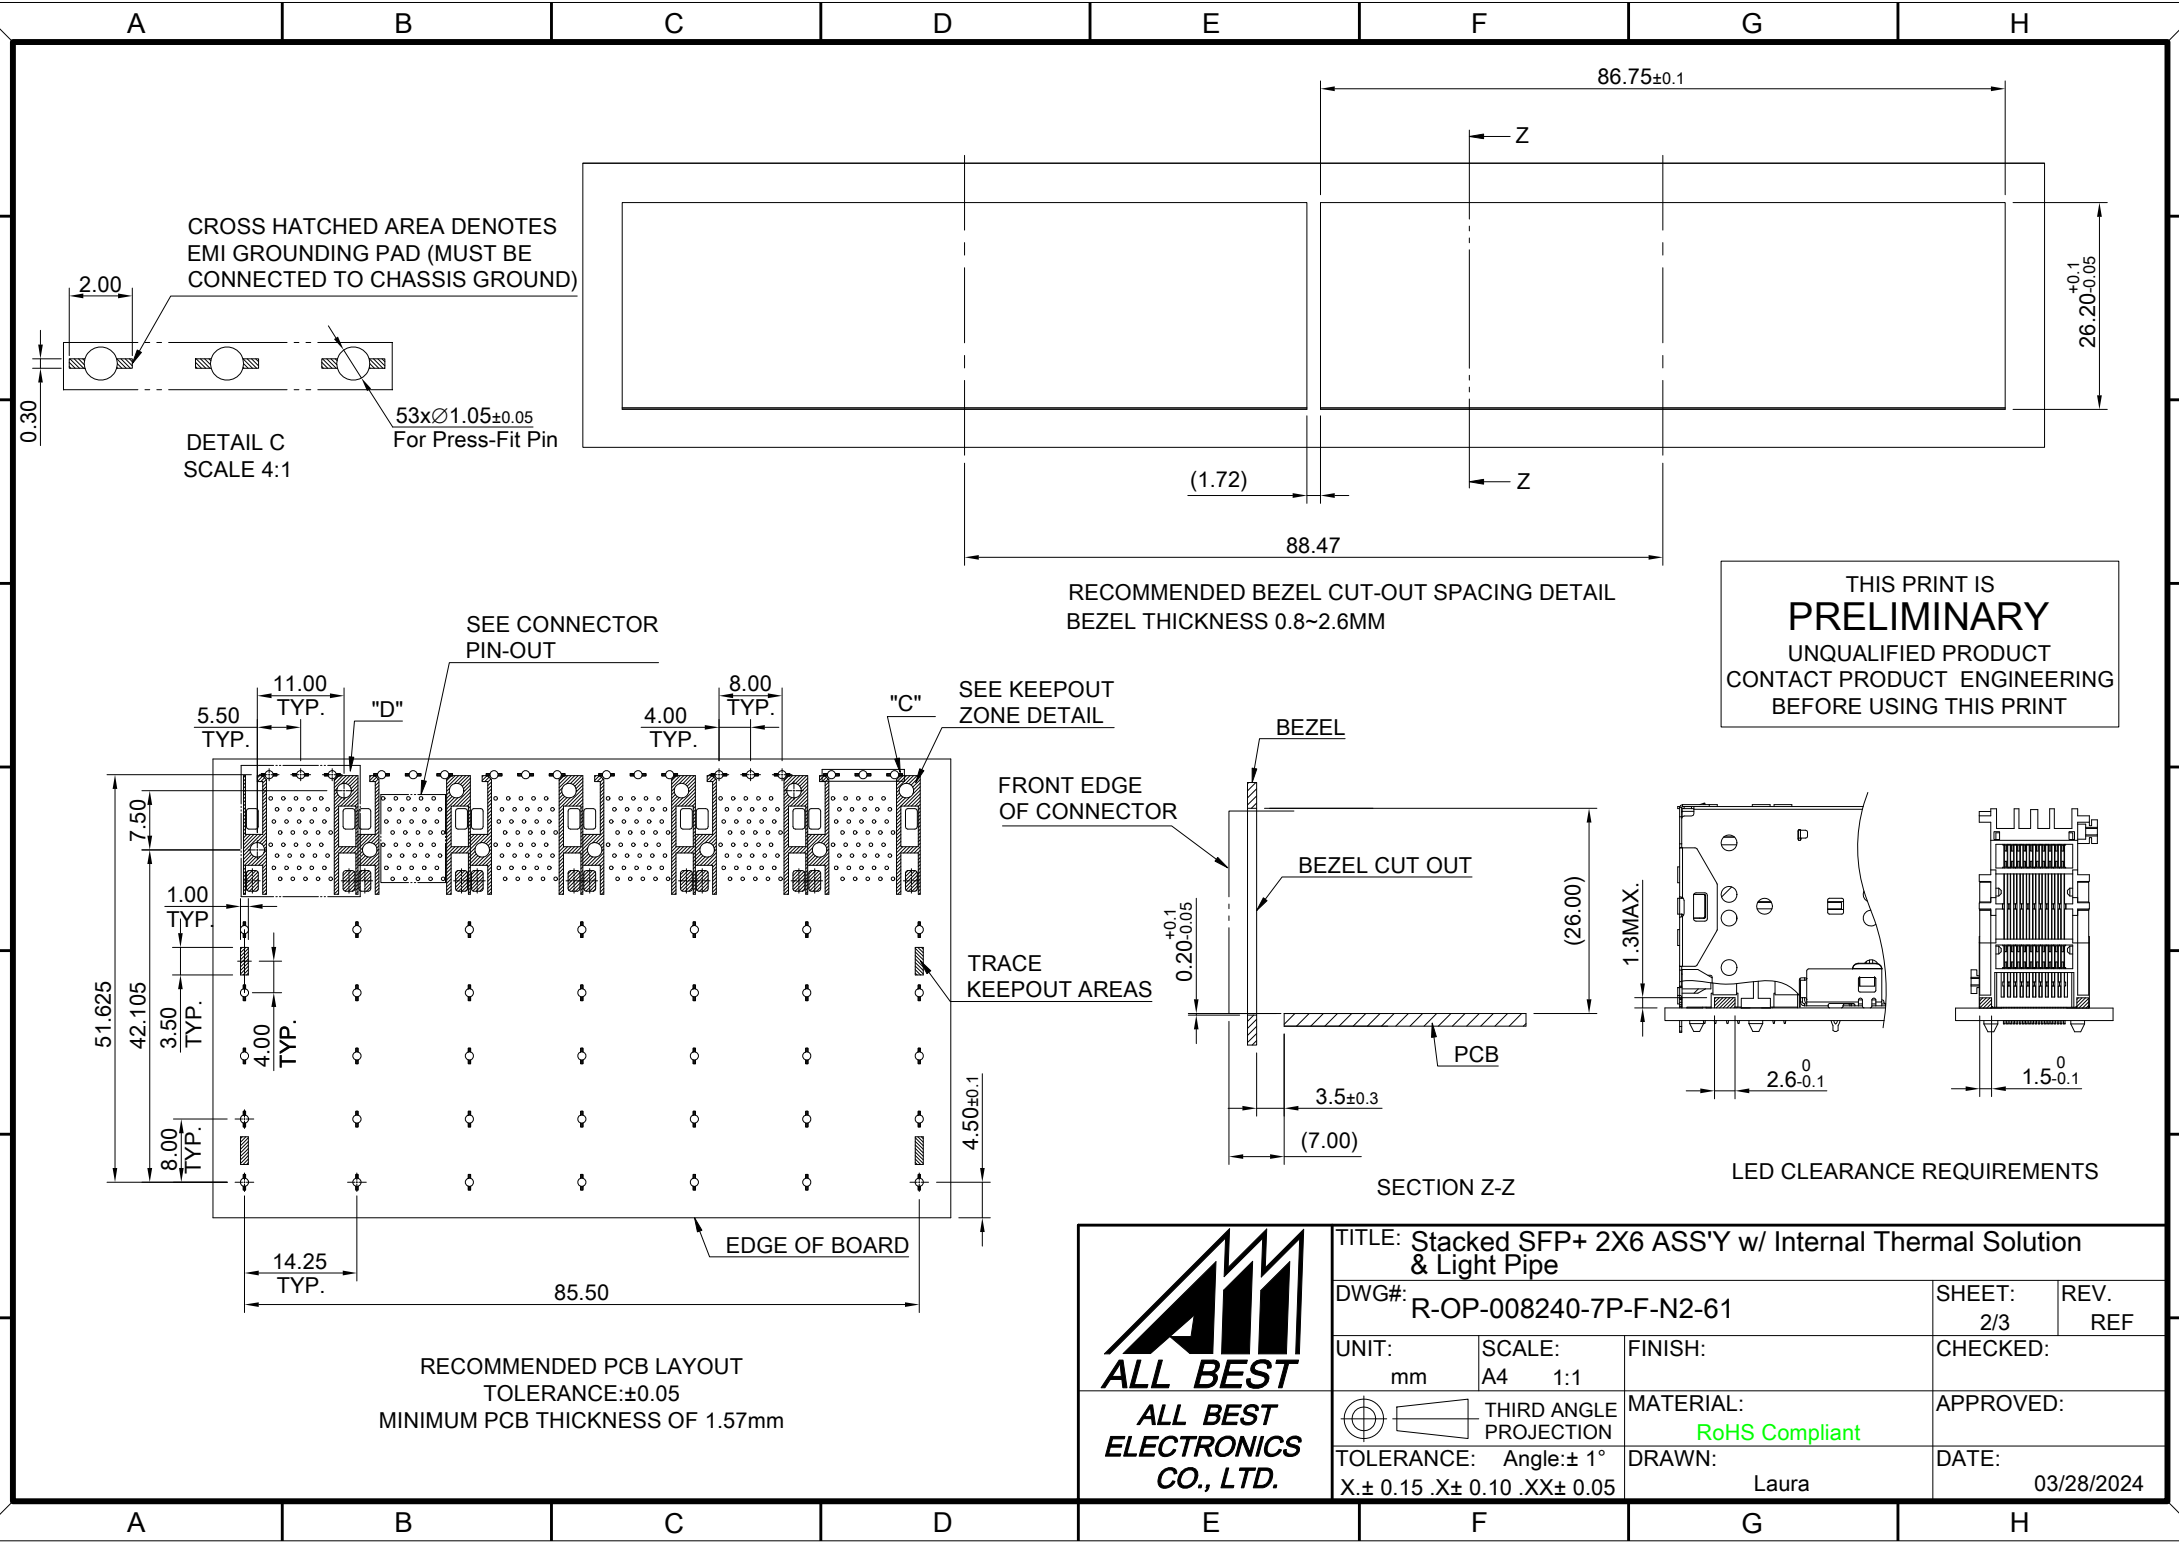 A B C D E F G H
86.75±0.1
Z
CROSS HATCHED AREA DENOTES
EMI GROUNDING PAD (MUST BE
CONNECTED TO CHASSIS GROUND)
2.00
0.30
53x∅1.05±0.05
For Press-Fit Pin
DETAIL C
SCALE 4:1
26.20 +0.1 -0.05
(1.72)
Z
88.47
RECOMMENDED BEZEL CUT-OUT SPACING DETAIL
BEZEL THICKNESS 0.8~2.6MM
THIS PRINT IS
PRELIMINARY
UNQUALIFIED PRODUCT
CONTACT PRODUCT ENGINEERING
BEFORE USING THIS PRINT
SEE CONNECTOR
PIN-OUT
11.00
TYP.
"D"
5.50
TYP.
8.00
TYP.
4.00
TYP.
"C"
SEE KEEPOUT
ZONE DETAIL
7.50
1.00
TYP.
51.625
42.105
3.50
TYP.
4.00
TYP.
8.00
TYP.
TRACE
KEEPOUT AREAS
4.50±0.1
EDGE OF BOARD
14.25
TYP.
85.50
RECOMMENDED PCB LAYOUT
TOLERANCE:±0.05
MINIMUM PCB THICKNESS OF 1.57mm
BEZEL
FRONT EDGE
OF CONNECTOR
BEZEL CUT OUT
0.20 +0.1 -0.05
(26.00)
PCB
3.5±0.3
(7.00)
SECTION Z-Z
1.3MAX.
2.6 0 -0.1
1.5 0 -0.1
LED CLEARANCE REQUIREMENTS
ALL BEST
ALL BEST
ELECTRONICS
CO., LTD.
TITLE: Stacked SFP+ 2X6 ASS'Y w/ Internal Thermal Solution
& Light Pipe
DWG#: R-OP-008240-7P-F-N2-61
SHEET:
2/3
REV.
REF
UNIT:
mm
SCALE:
A4 1:1
FINISH:
CHECKED:
THIRD ANGLE
PROJECTION
MATERIAL:
RoHS Compliant
APPROVED:
TOLERANCE: Angle:± 1°
X.± 0.15 .X± 0.10 .XX± 0.05
DRAWN:
Laura
DATE:
03/28/2024
A B C D E F G H